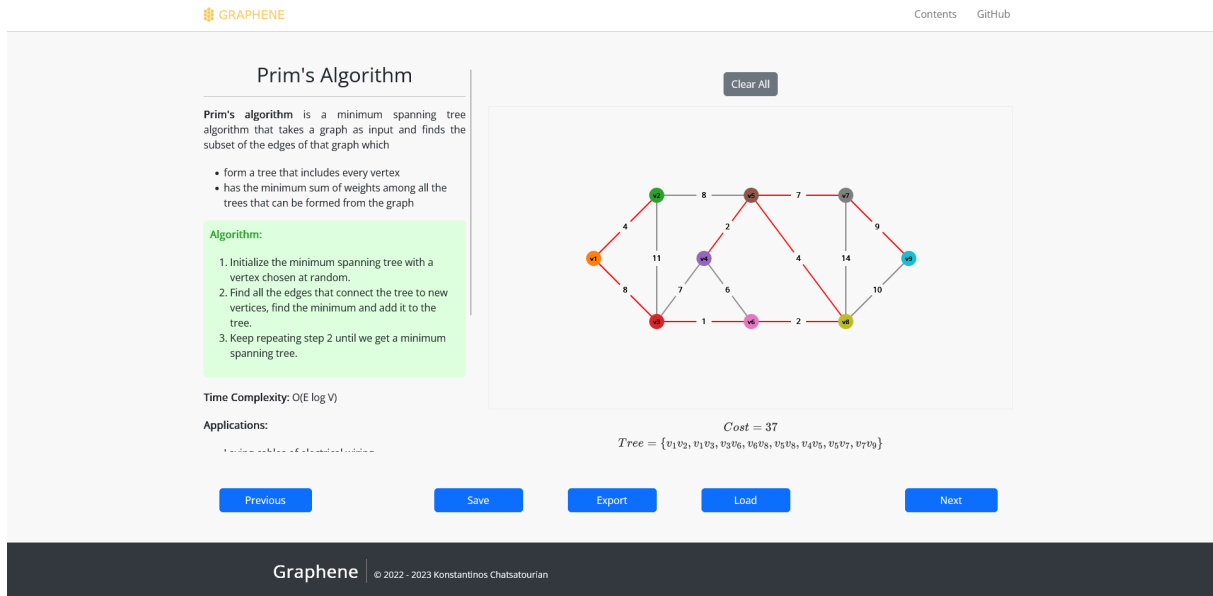 GRAPHENE
Contents GitHub
Prim's Algorithm
Prim's algorithm is a minimum spanning tree
algorithm that takes a graph as input and finds the
subset of the edges of that graph which
• form a tree that includes every vertex
• has the minimum sum of weights among all the
trees that can be formed from the graph
Algorithm:
1. Initialize the minimum spanning tree with a
vertex chosen at random.
2. Find all the edges that connect the tree to new
vertices, find the minimum and add it to the
tree.
3. Keep repeating step 2 until we get a minimum
spanning tree.
Time Complexity: O(E log V)
Applications:
Laying cables of electrical wiring
Clear All
v2 8 v5 7 v7
4 2 9
v1 11 v4 4 14 v9
8 7 6 10
v3 1 v6 2 v8
Cost = 37
Tree = {v₁v₂, v₁v₃, v₃v₆, v₆v₈, v₅v₈, v₄v₅, v₅v₇, v₇v₉}
Previous Save Export Load Next
Graphene © 2022 - 2023 Konstantinos Chatsatourian